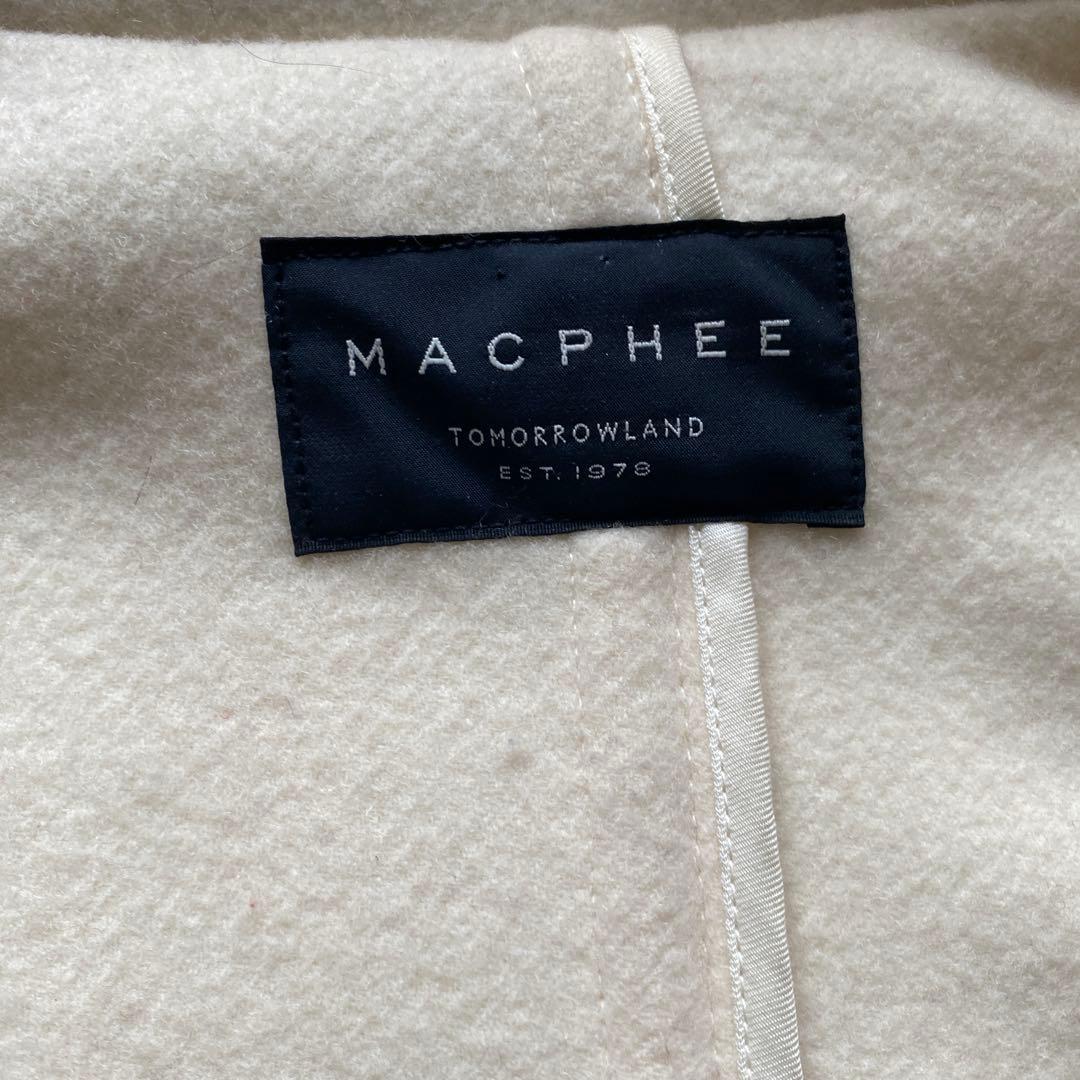 MACPHEE
TOMORROWLAND
EST. 1978